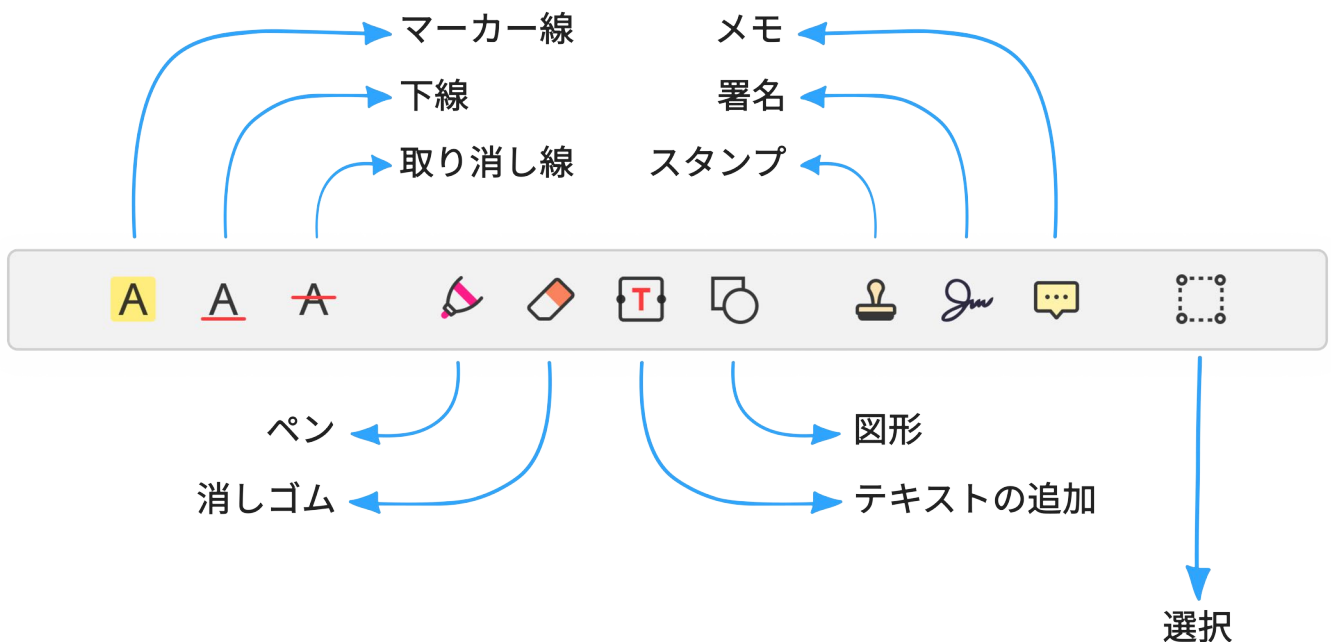 マーカー線
メモ
下線
署名
取り消し線
スタンプ
A
A
A
T
ペン
図形
消しゴム
テキストの追加
選択